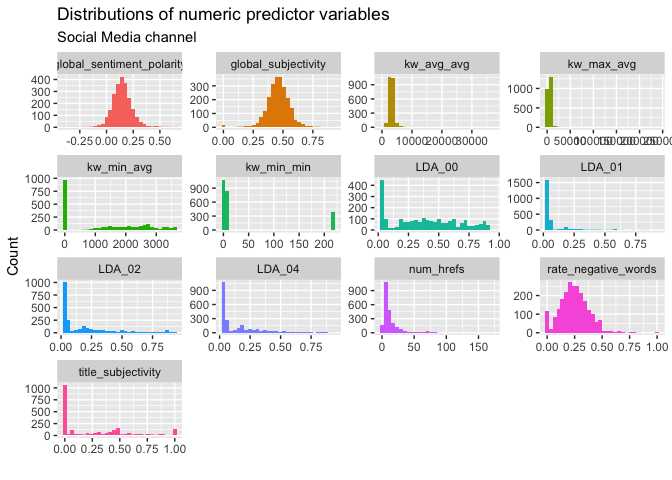 Distributions of numeric predictor variables
Social Media channel
Count
global_sentiment_polarity global_subjectivity kw_avg_avg kw_max_avg
400 300 200 100 0
300 200 100 0
900 600 300 0
1000 500 0
-0.25 0.00 0.25 0.50
0.00 0.25 0.50 0.75
0 10000 20000 30000
0 50000 100000 150000 200000 250000
kw_min_avg kw_min_min LDA_00 LDA_01
1000 750 500 250 0
900 600 300 0
400 300 200 100 0
1500 1000 500 0
0 1000 2000 3000
0 50 100 150 200
0.00 0.25 0.50 0.75 1.00
0.00 0.25 0.50 0.75
LDA_02 LDA_04 num_hrefs rate_negative_words
1000 750 500 250 0
900 600 300 0
900 600 300 0
200 100 0
0.00 0.25 0.50 0.75
0.00 0.25 0.50 0.75
0 50 100 150
0.00 0.25 0.50 0.75 1.00
title_subjectivity
1000 750 500 250 0
0.00 0.25 0.50 0.75 1.00